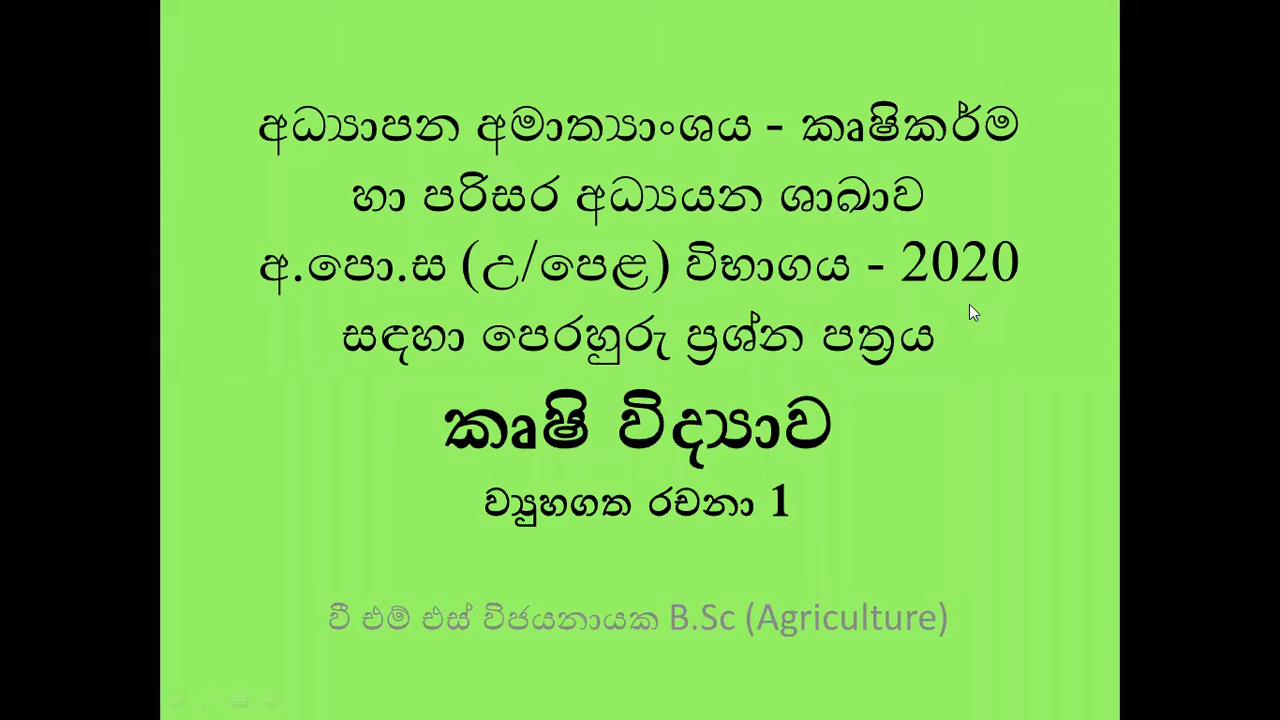 අධ්‍යාපන අමාත්‍යාංශය - කෘෂිකර්ම
හා පරිසර අධ්‍යයන ශාඛාව
අ.පො.ස (උ/පෙළ) විභාගය - 2020
සඳහා පෙරහුරු ප්‍රශ්න පත්‍රය
කෘෂි විද්‍යාව
ව්‍යුහගත රචනා 1
වී එම් එස් විජයනායක B.Sc (Agriculture)